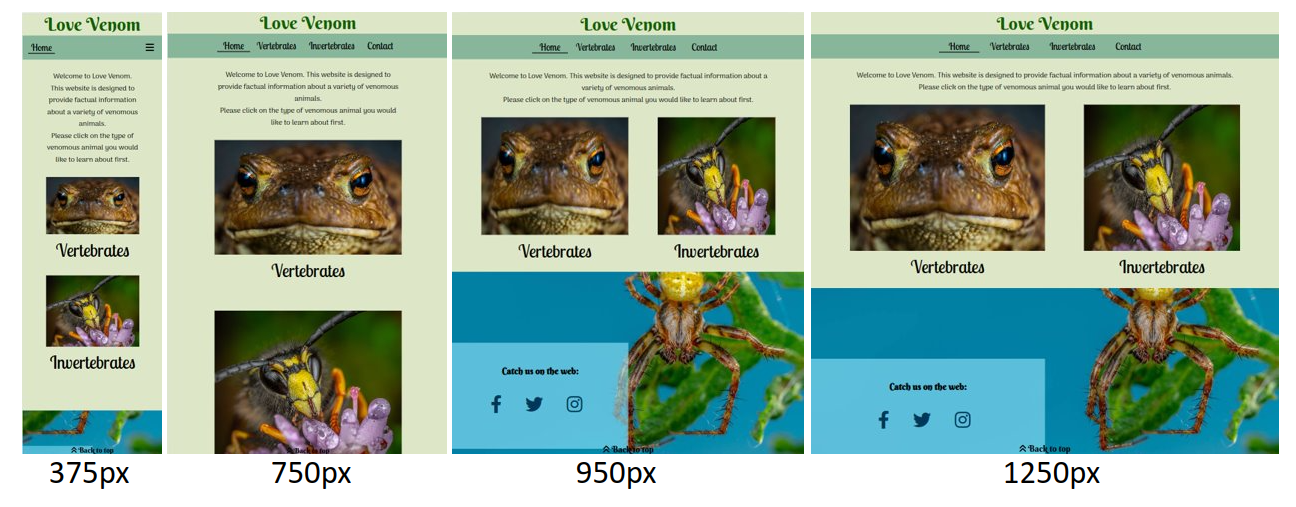 Love Venom
Home
Welcome to Love Venom.
This website is designed to
provide factual information
about a variety of venomous
animals.
Please click on the type of
venomous animal you would
like to learn about first.
Vertebrates
Invertebrates
Back to top
375px
Love Venom
Home Vertebrates Invertebrates Contact
Welcome to Love Venom. This website is designed to
provide factual information about a variety of venomous
animals.
Please click on the type of venomous animal you would
like to learn about first.
Vertebrates
Back to top
750px
Love Venom
Home Vertebrates Invertebrates Contact
Welcome to Love Venom. This website is designed to provide factual information about a
variety of venomous animals.
Please click on the type of venomous animal you would like to learn about first.
Vertebrates Invertebrates
Catch us on the web:
Back to top
950px
Love Venom
Home Vertebrates Invertebrates Contact
Welcome to Love Venom. This website is designed to provide factual information about a variety of venomous animals.
Please click on the type of venomous animal you would like to learn about first.
Vertebrates Invertebrates
Catch us on the web:
Back to top
1250px